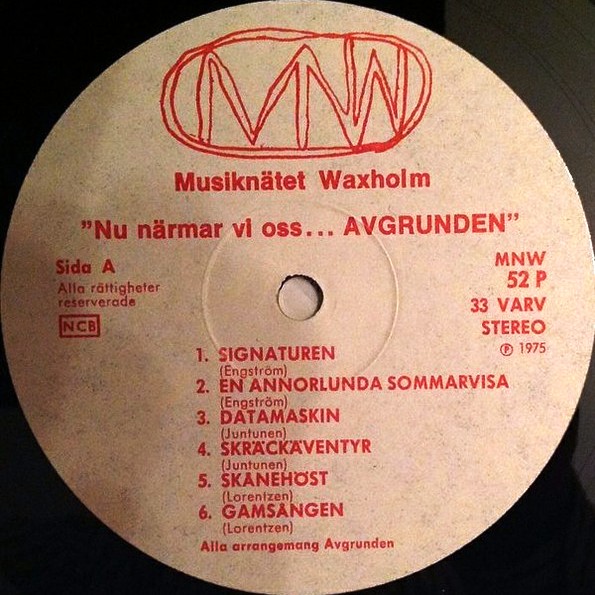 MNW
Musiknätet Waxholm
"Nu närmar vi oss... AVGRUNDEN"
Sida A
Alla rättigheter
reserverade
NCB
MNW
52 P
33 VARV
STEREO
Ⓟ 1975
1. SIGNATUREN
(Engström)
2. EN ANNORLUNDA SOMMARVISA
(Engström)
3. DATAMASKIN
(Juntunen)
4. SKRÄCKÄVENTYR
(Juntunen)
5. SKÅNEHÖST
(Lorentzen)
6. GAMSÅNGEN
(Lorentzen)
Alla arrangemang Avgrunden